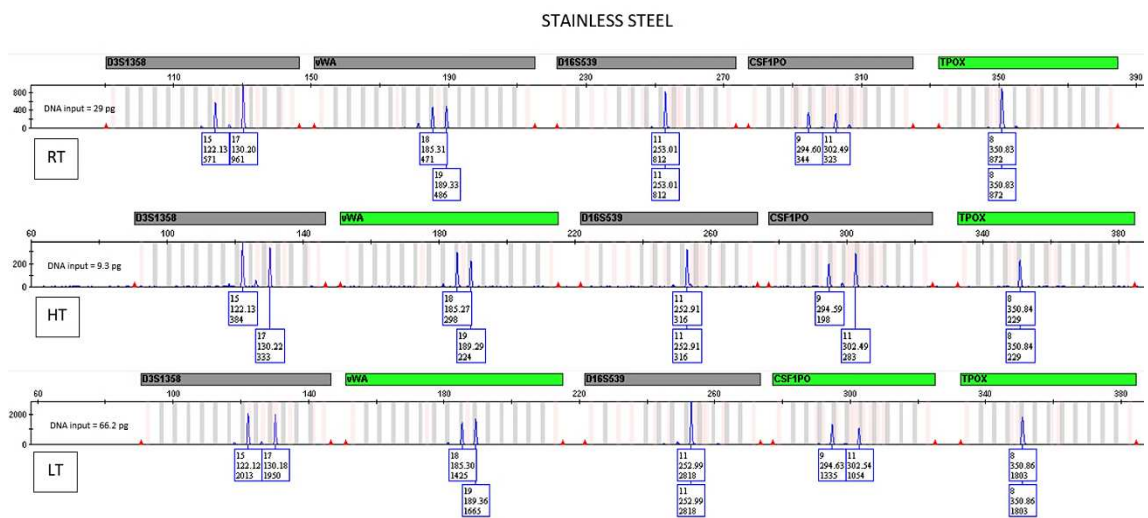 STAINLESS STEEL
D3S1358 vWA D16S539 CSF1PO TPOX
110 150 190 230 270 310 350 390
800
400
0
DNA input = 29 pg
RT
15 17 18 11 9 11 8
122.13 130.20 185.31 253.01 294.60 302.49 350.83
571 961 471 812 344 323 872
19 11 8
189.33 253.01 350.83
486 812 872
D3S1358 vWA D16S539 CSF1PO TPOX
60 100 140 180 220 260 300 340 380
200
0
DNA input = 9.3 pg
HT
15 18 11 9 8
122.13 185.27 252.91 294.59 350.84
384 298 316 198 229
17 19 11 11 8
130.22 189.29 252.91 302.49 350.84
333 224 316 283 229
D3S1358 vWA D16S539 CSF1PO TPOX
60 100 140 180 220 260 300 340 380
2000
0
DNA input = 66.2 pg
LT
15 17 18 11 9 11 8
122.12 130.18 185.30 252.99 294.63 302.54 350.86
2013 1950 1425 2818 1335 1054 1803
19 11 8
189.36 252.99 350.86
1665 2818 1803